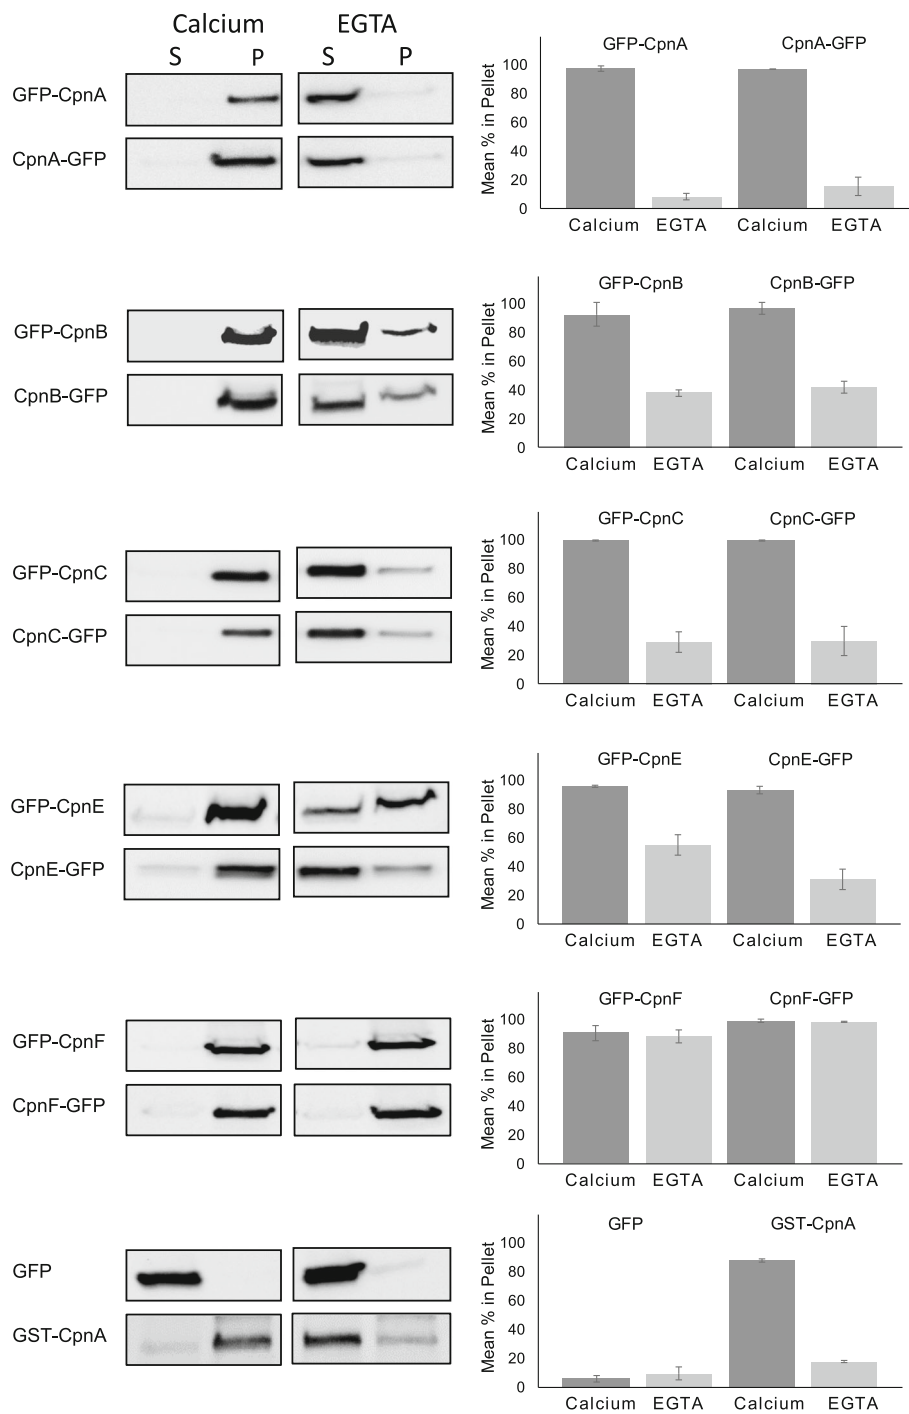 Calcium EGTA
S P S P
GFP-CpnA
CpnA-GFP
GFP-CpnA CpnA-GFP
Mean % in Pellet
100
80
60
40
20
0
Calcium EGTA Calcium EGTA
GFP-CpnB
CpnB-GFP
GFP-CpnB CpnB-GFP
Mean % in Pellet
100
80
60
40
20
0
Calcium EGTA Calcium EGTA
GFP-CpnC
CpnC-GFP
GFP-CpnC CpnC-GFP
Mean % in Pellet
100
80
60
40
20
0
Calcium EGTA Calcium EGTA
GFP-CpnE
CpnE-GFP
GFP-CpnE CpnE-GFP
Mean % in Pellet
100
80
60
40
20
0
Calcium EGTA Calcium EGTA
GFP-CpnF
CpnF-GFP
GFP-CpnF CpnF-GFP
Mean % in Pellet
100
80
60
40
20
0
Calcium EGTA Calcium EGTA
GFP
GST-CpnA
GFP GST-CpnA
Mean % in Pellet
100
80
60
40
20
0
Calcium EGTA Calcium EGTA